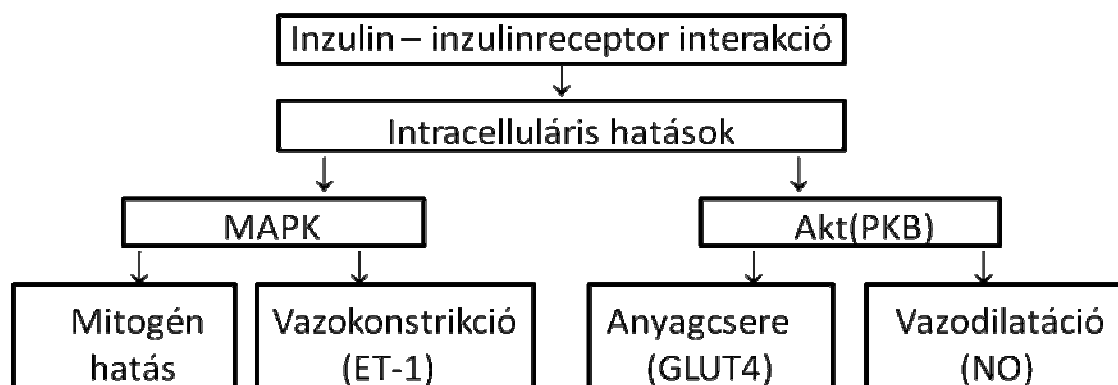 Inzulin – inzulinreceptor interakció
Intracelluláris hatások
MAPK
Akt(PKB)
Mitogén
hatás
Vazokonstrikció
(ET-1)
Anyagcsere
(GLUT4)
Vazodilatáció
(NO)